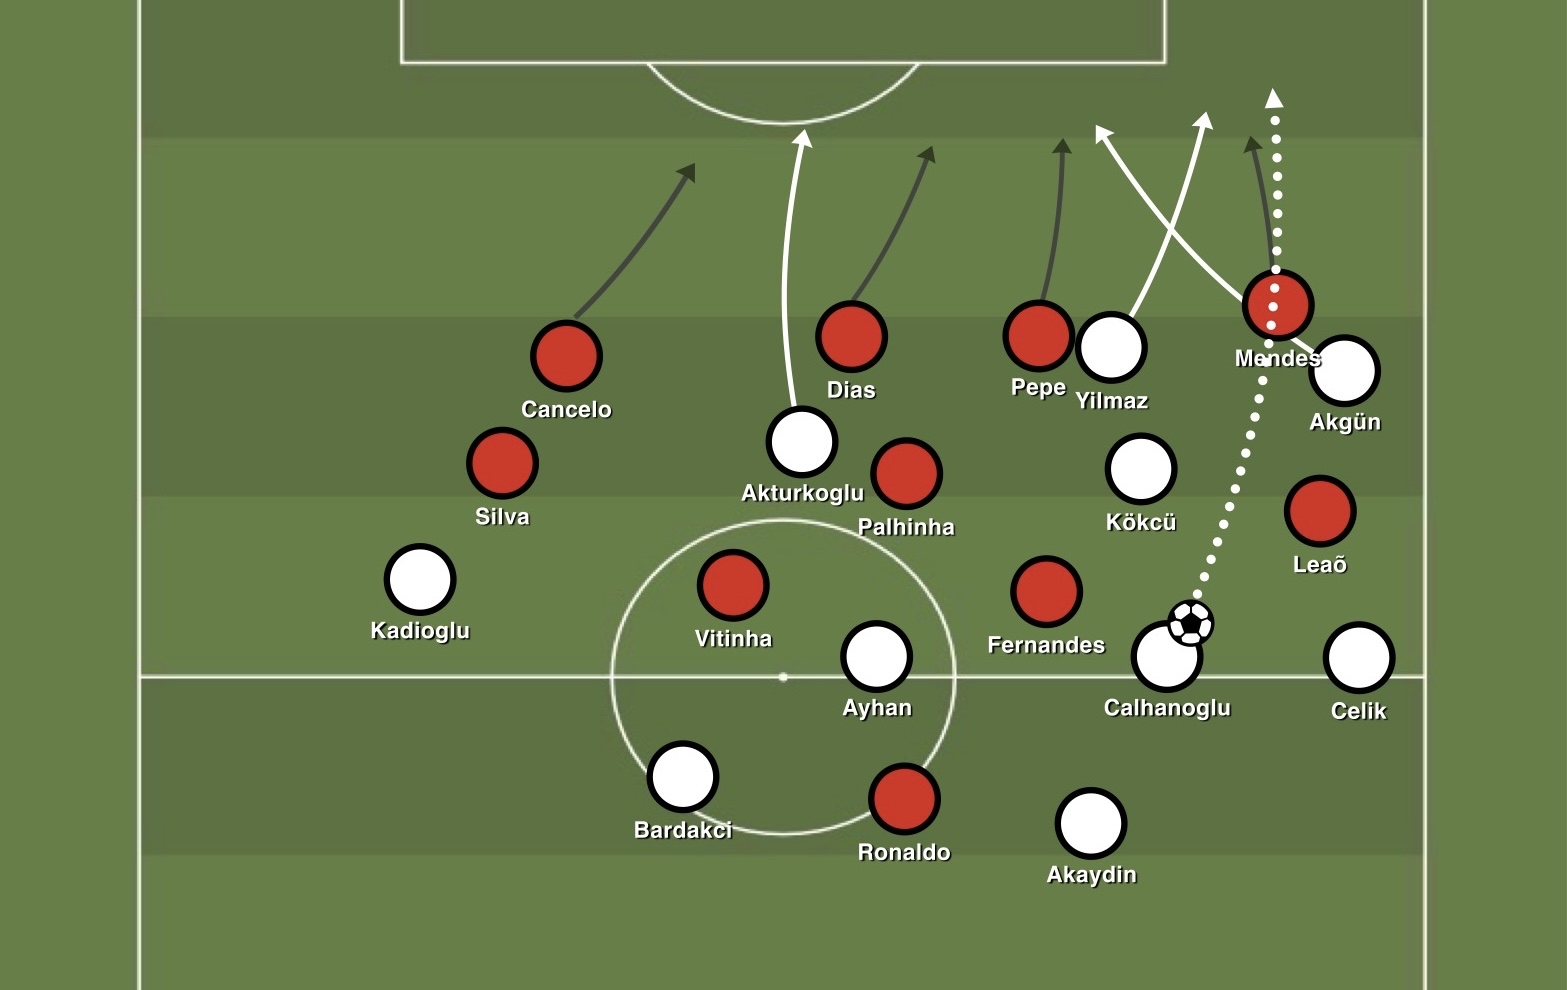 Mendes
Dias
Pepe
Yilmaz
Cancelo
Akgün
Akturkoglu
Silva
Palhinha
Kökcü
Leaõ
Kadioglu
Vitinha
Fernandes
Ayhan
Calhanoglu
Celik
Bardakci
Ronaldo
Akaydin